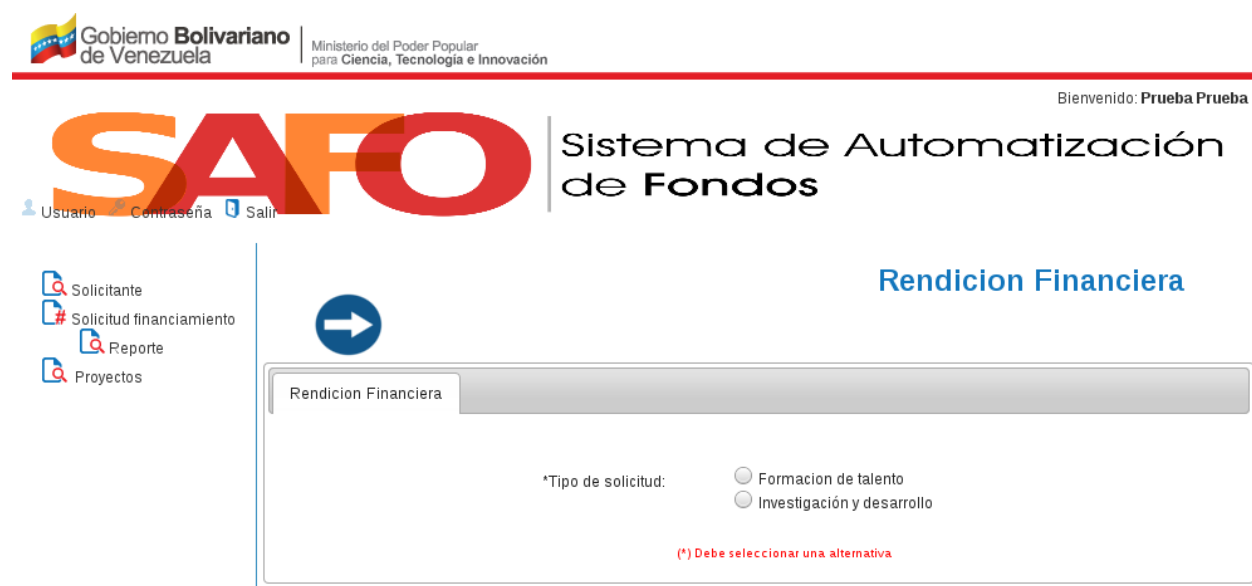 Gobierno Bolivariano
de Venezuela
Ministerio del Poder Popular
para Ciencia, Tecnología e Innovación
Bienvenido: Prueba Prueba
SAFO
Sistema de Automatización
de Fondos
Usuario Contraseña Salir
Solicitante
Solicitud financiamiento
Reporte
Proyectos
Rendicion Financiera
Rendicion Financiera
*Tipo de solicitud:
Formacion de talento
Investigación y desarrollo
(*) Debe seleccionar una alternativa